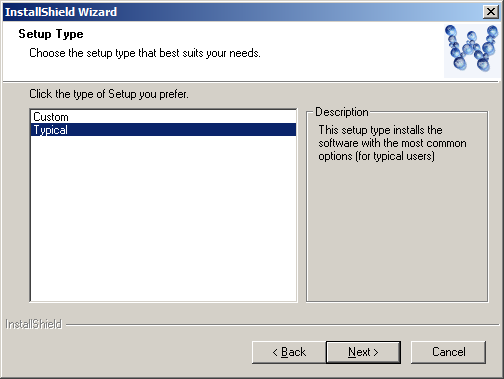 InstallShield Wizard
Setup Type
Choose the setup type that best suits your needs.
Click the type of Setup you prefer.
Custom
Typical
Description
This setup type installs the
software with the most common
options (for typical users)
InstallShield
< Back
Next >
Cancel